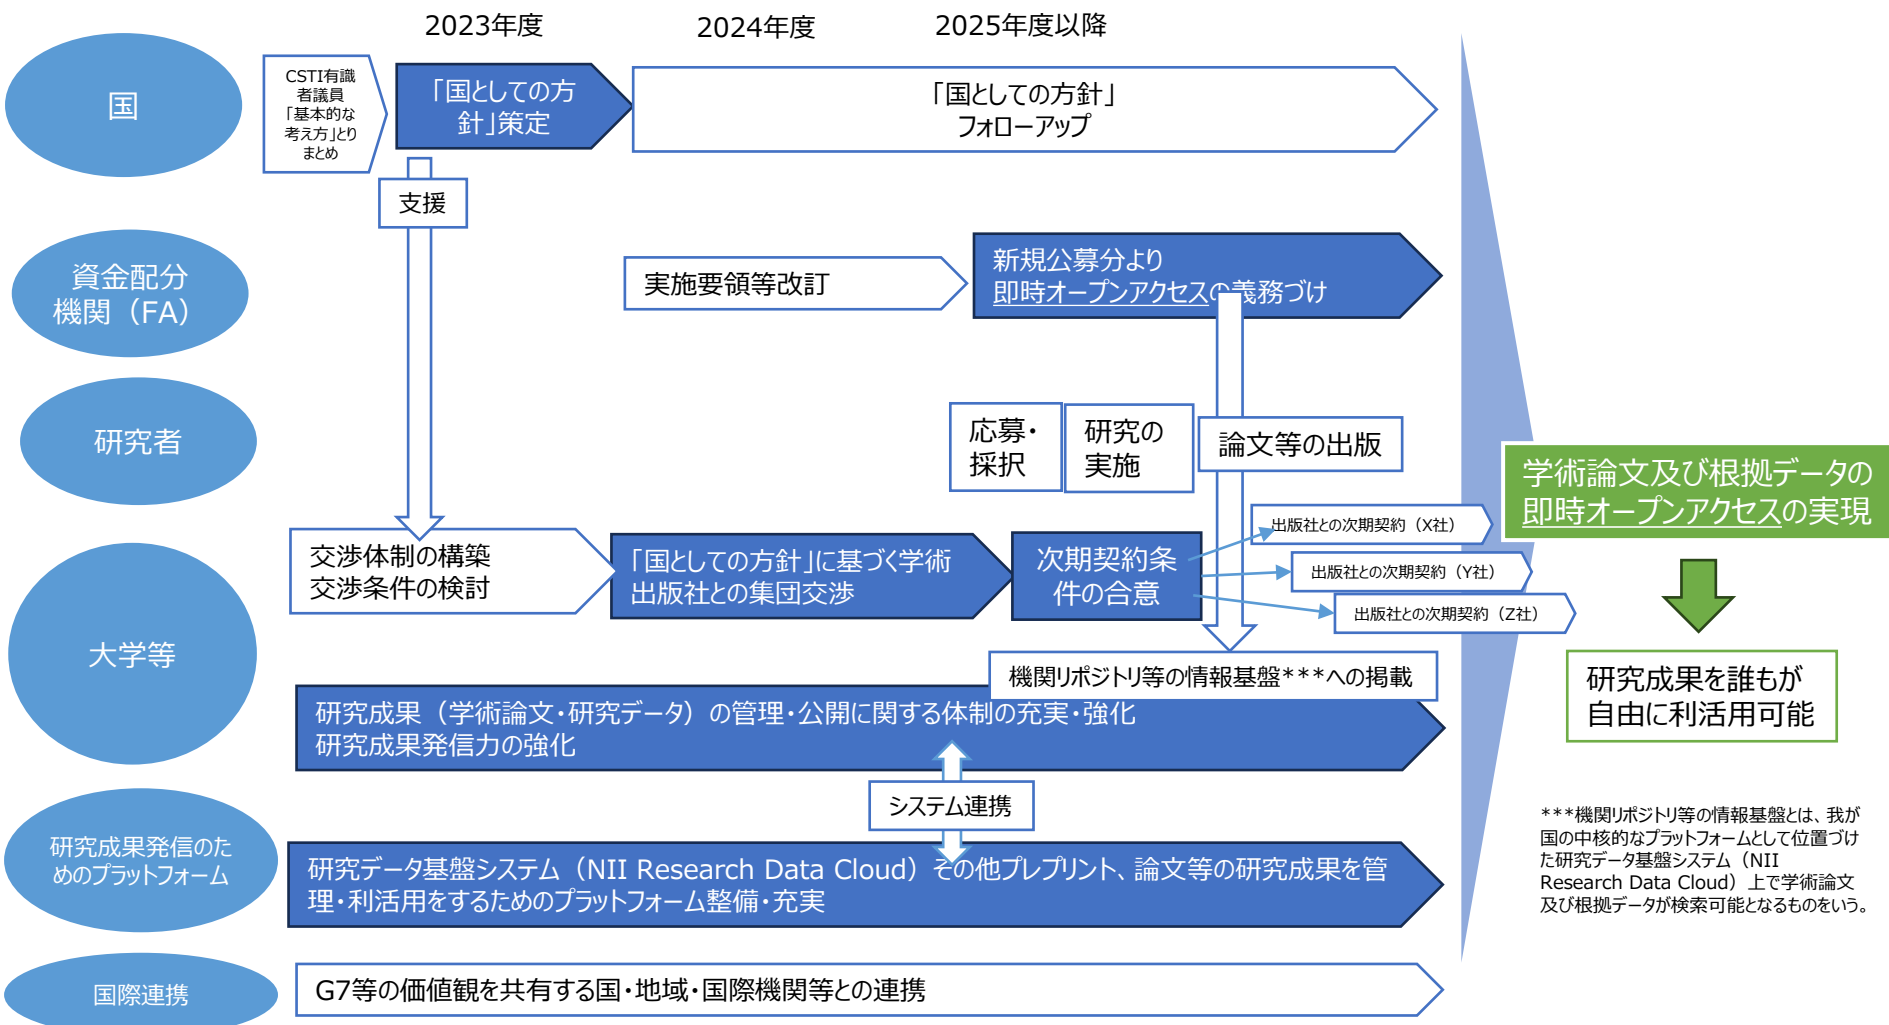 2023年度
2024年度
2025年度以降
国
CSTI有識
者議員
「基本的な
考え方」とり
まとめ
「国としての方
針」策定
「国としての方針」
フォローアップ
支援
資金配分
機関（FA）
実施要領等改訂
新規公募分より
即時オープンアクセスの義務づけ
研究者
応募・
採択
研究の
実施
論文等の出版
大学等
交渉体制の構築
交渉条件の検討
「国としての方針」に基づく学術
出版社との集団交渉
次期契約条
件の合意
出版社との次期契約（X社）
出版社との次期契約（Y社）
出版社との次期契約（Z社）
機関リポジトリ等の情報基盤***への掲載
研究成果（学術論文・研究データ）の管理・公開に関する体制の充実・強化
研究成果発信力の強化
システム連携
研究成果発信のた
めのプラットフォーム
研究データ基盤システム（NII Research Data Cloud）その他プレプリント、論文等の研究成果を管
理・利活用をするためのプラットフォーム整備・充実
国際連携
G7等の価値観を共有する国・地域・国際機関等との連携
学術論文及び根拠データの
即時オープンアクセスの実現
研究成果を誰もが
自由に利活用可能
***機関リポジトリ等の情報基盤とは、我が
国の中核的なプラットフォームとして位置づけ
た研究データ基盤システム（NII
Research Data Cloud）上で学術論文
及び根拠データが検索可能となるものをいう。